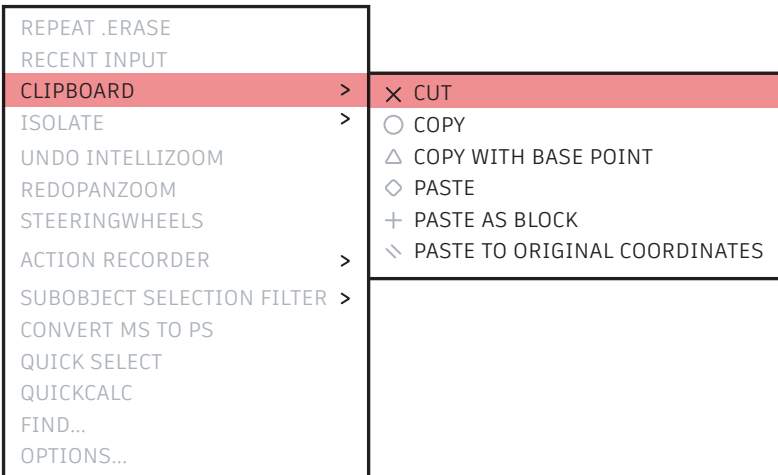 REPEAT .ERASE
RECENT INPUT
CLIPBOARD >
ISOLATE >
UNDO INTELLIZOOM
REDOPANZOOM
STEERINGWHEELS
ACTION RECORDER >
SUBOBJECT SELECTION FILTER >
CONVERT MS TO PS
QUICK SELECT
QUICKCALC
FIND...
OPTIONS...
CUT
COPY
COPY WITH BASE POINT
PASTE
PASTE AS BLOCK
PASTE TO ORIGINAL COORDINATES